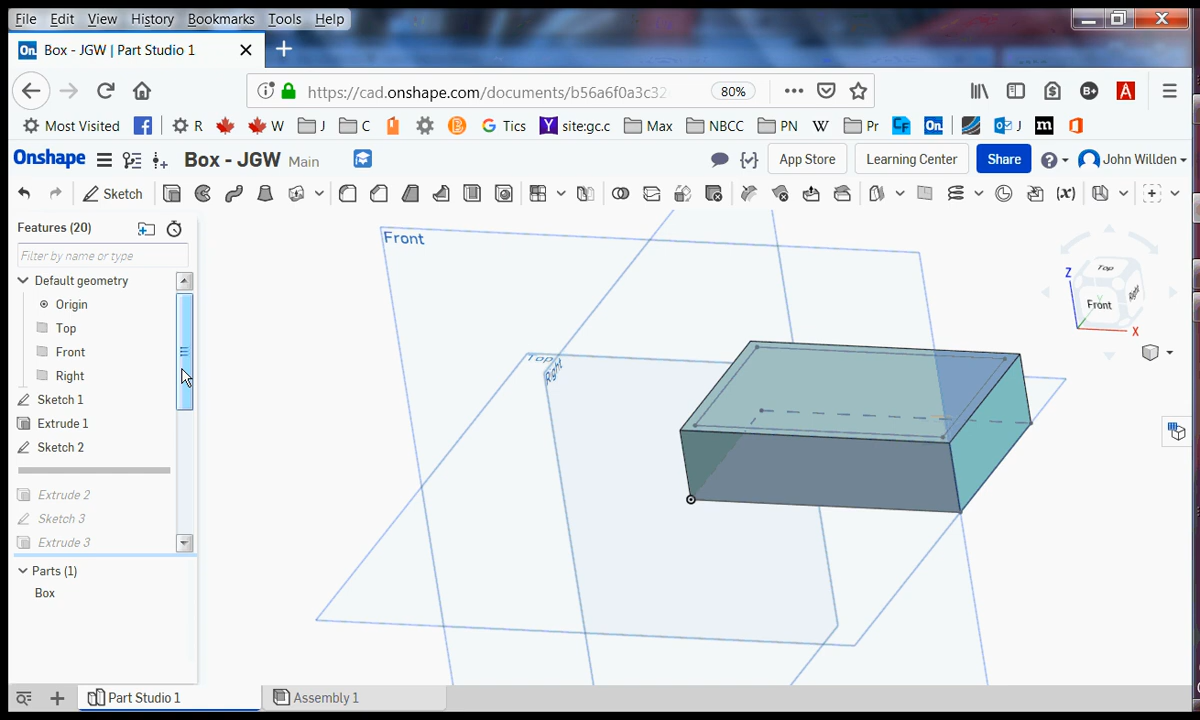 File Edit View History Bookmarks Tools Help
On Box - JGW | Part Studio 1
https://cad.onshape.com/documents/b56a6f0a3c32 80%
Most Visited R W J C Tics site:gc.c Max NBCC PN W Pr CF On J m
Onshape Box - JGW Main App Store Learning Center Share John Willden
Sketch
Features (20)
Filter by name or type
Default geometry
Origin
Top
Front
Right
Sketch 1
Extrude 1
Sketch 2
Extrude 2
Sketch 3
Extrude 3
Parts (1)
Box
Front
Top
Right
Z
Top
Front
Right
X
Part Studio 1 Assembly 1